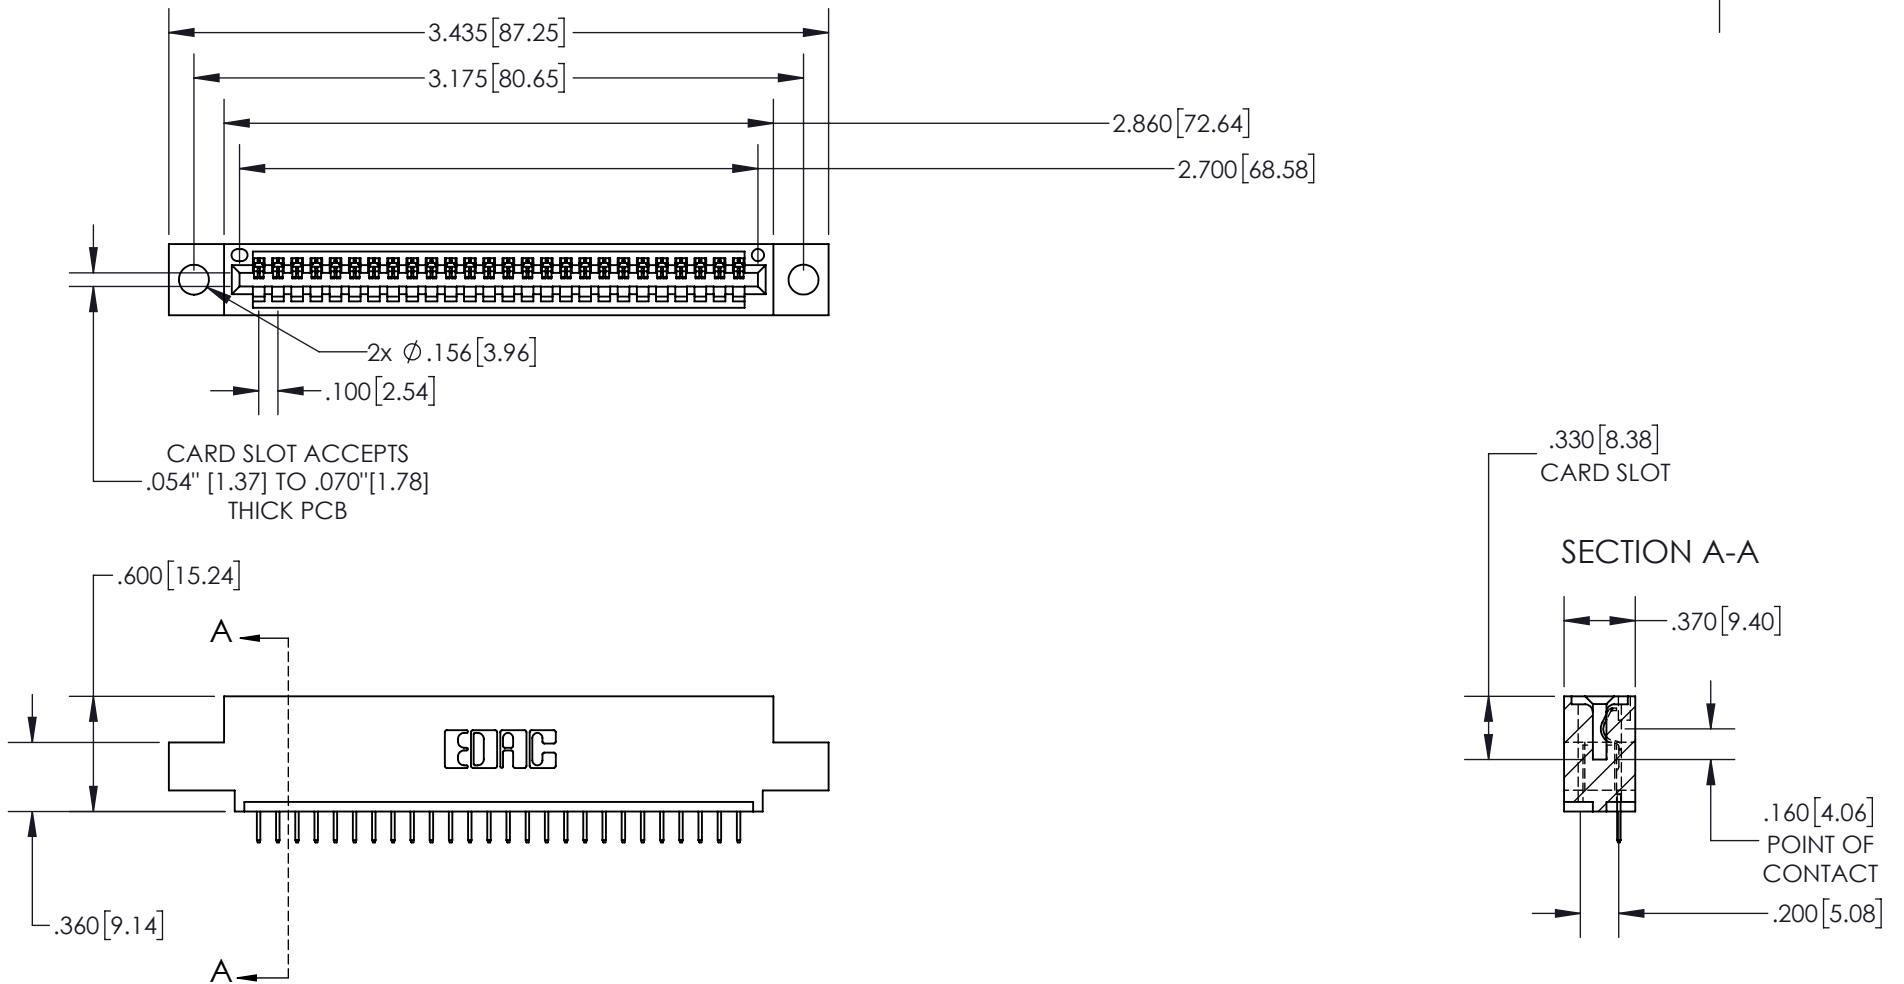 3.435[87.25]
3.175[80.65]
2.860[72.64]
2.700[68.58]
2x Ø.156[3.96]
.100[2.54]
CARD SLOT ACCEPTS
.054" [1.37] TO .070"[1.78]
THICK PCB
.330[8.38]
CARD SLOT
SECTION A-A
.600[15.24]
A
.370[9.40]
EDAC
.160[4.06]
POINT OF
CONTACT
.200[5.08]
.360[9.14]
A